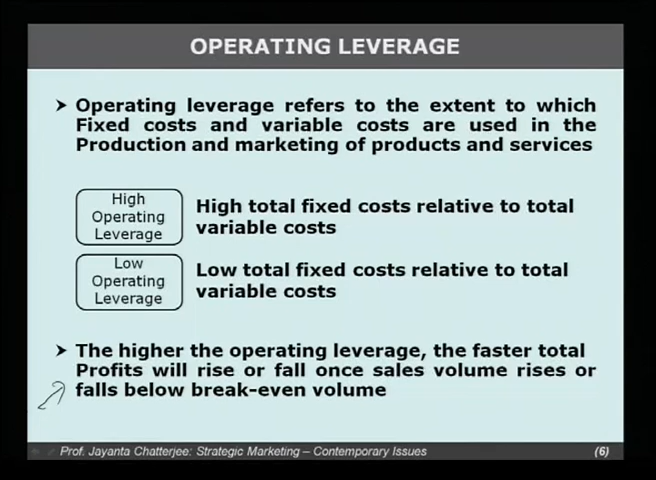 OPERATING LEVERAGE
➤ Operating leverage refers to the extent to which
Fixed costs and variable costs are used in the
Production and marketing of products and services
High
Operating
Leverage
High total fixed costs relative to total
variable costs
Low
Operating
Leverage
Low total fixed costs relative to total
variable costs
➤ The higher the operating leverage, the faster total
Profits will rise or fall once sales volume rises or
falls below break-even volume
Prof. Jayanta Chatterjee: Strategic Marketing – Contemporary Issues
(6)